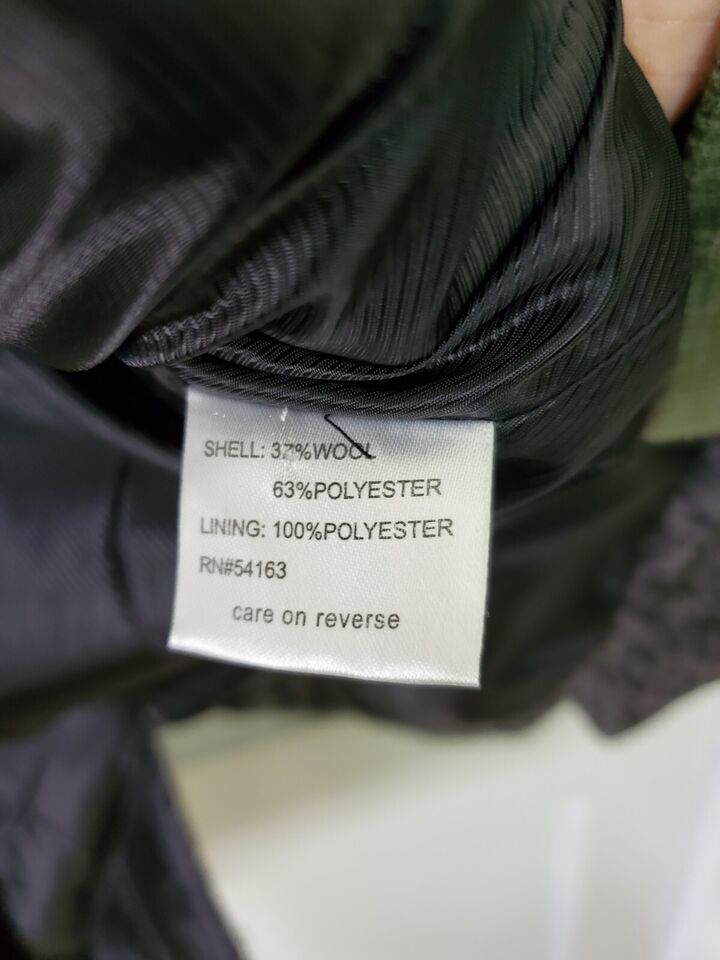 SHELL: 37%WOOL
63%POLYESTER
LINING: 100%POLYESTER
RN#54163
care on reverse